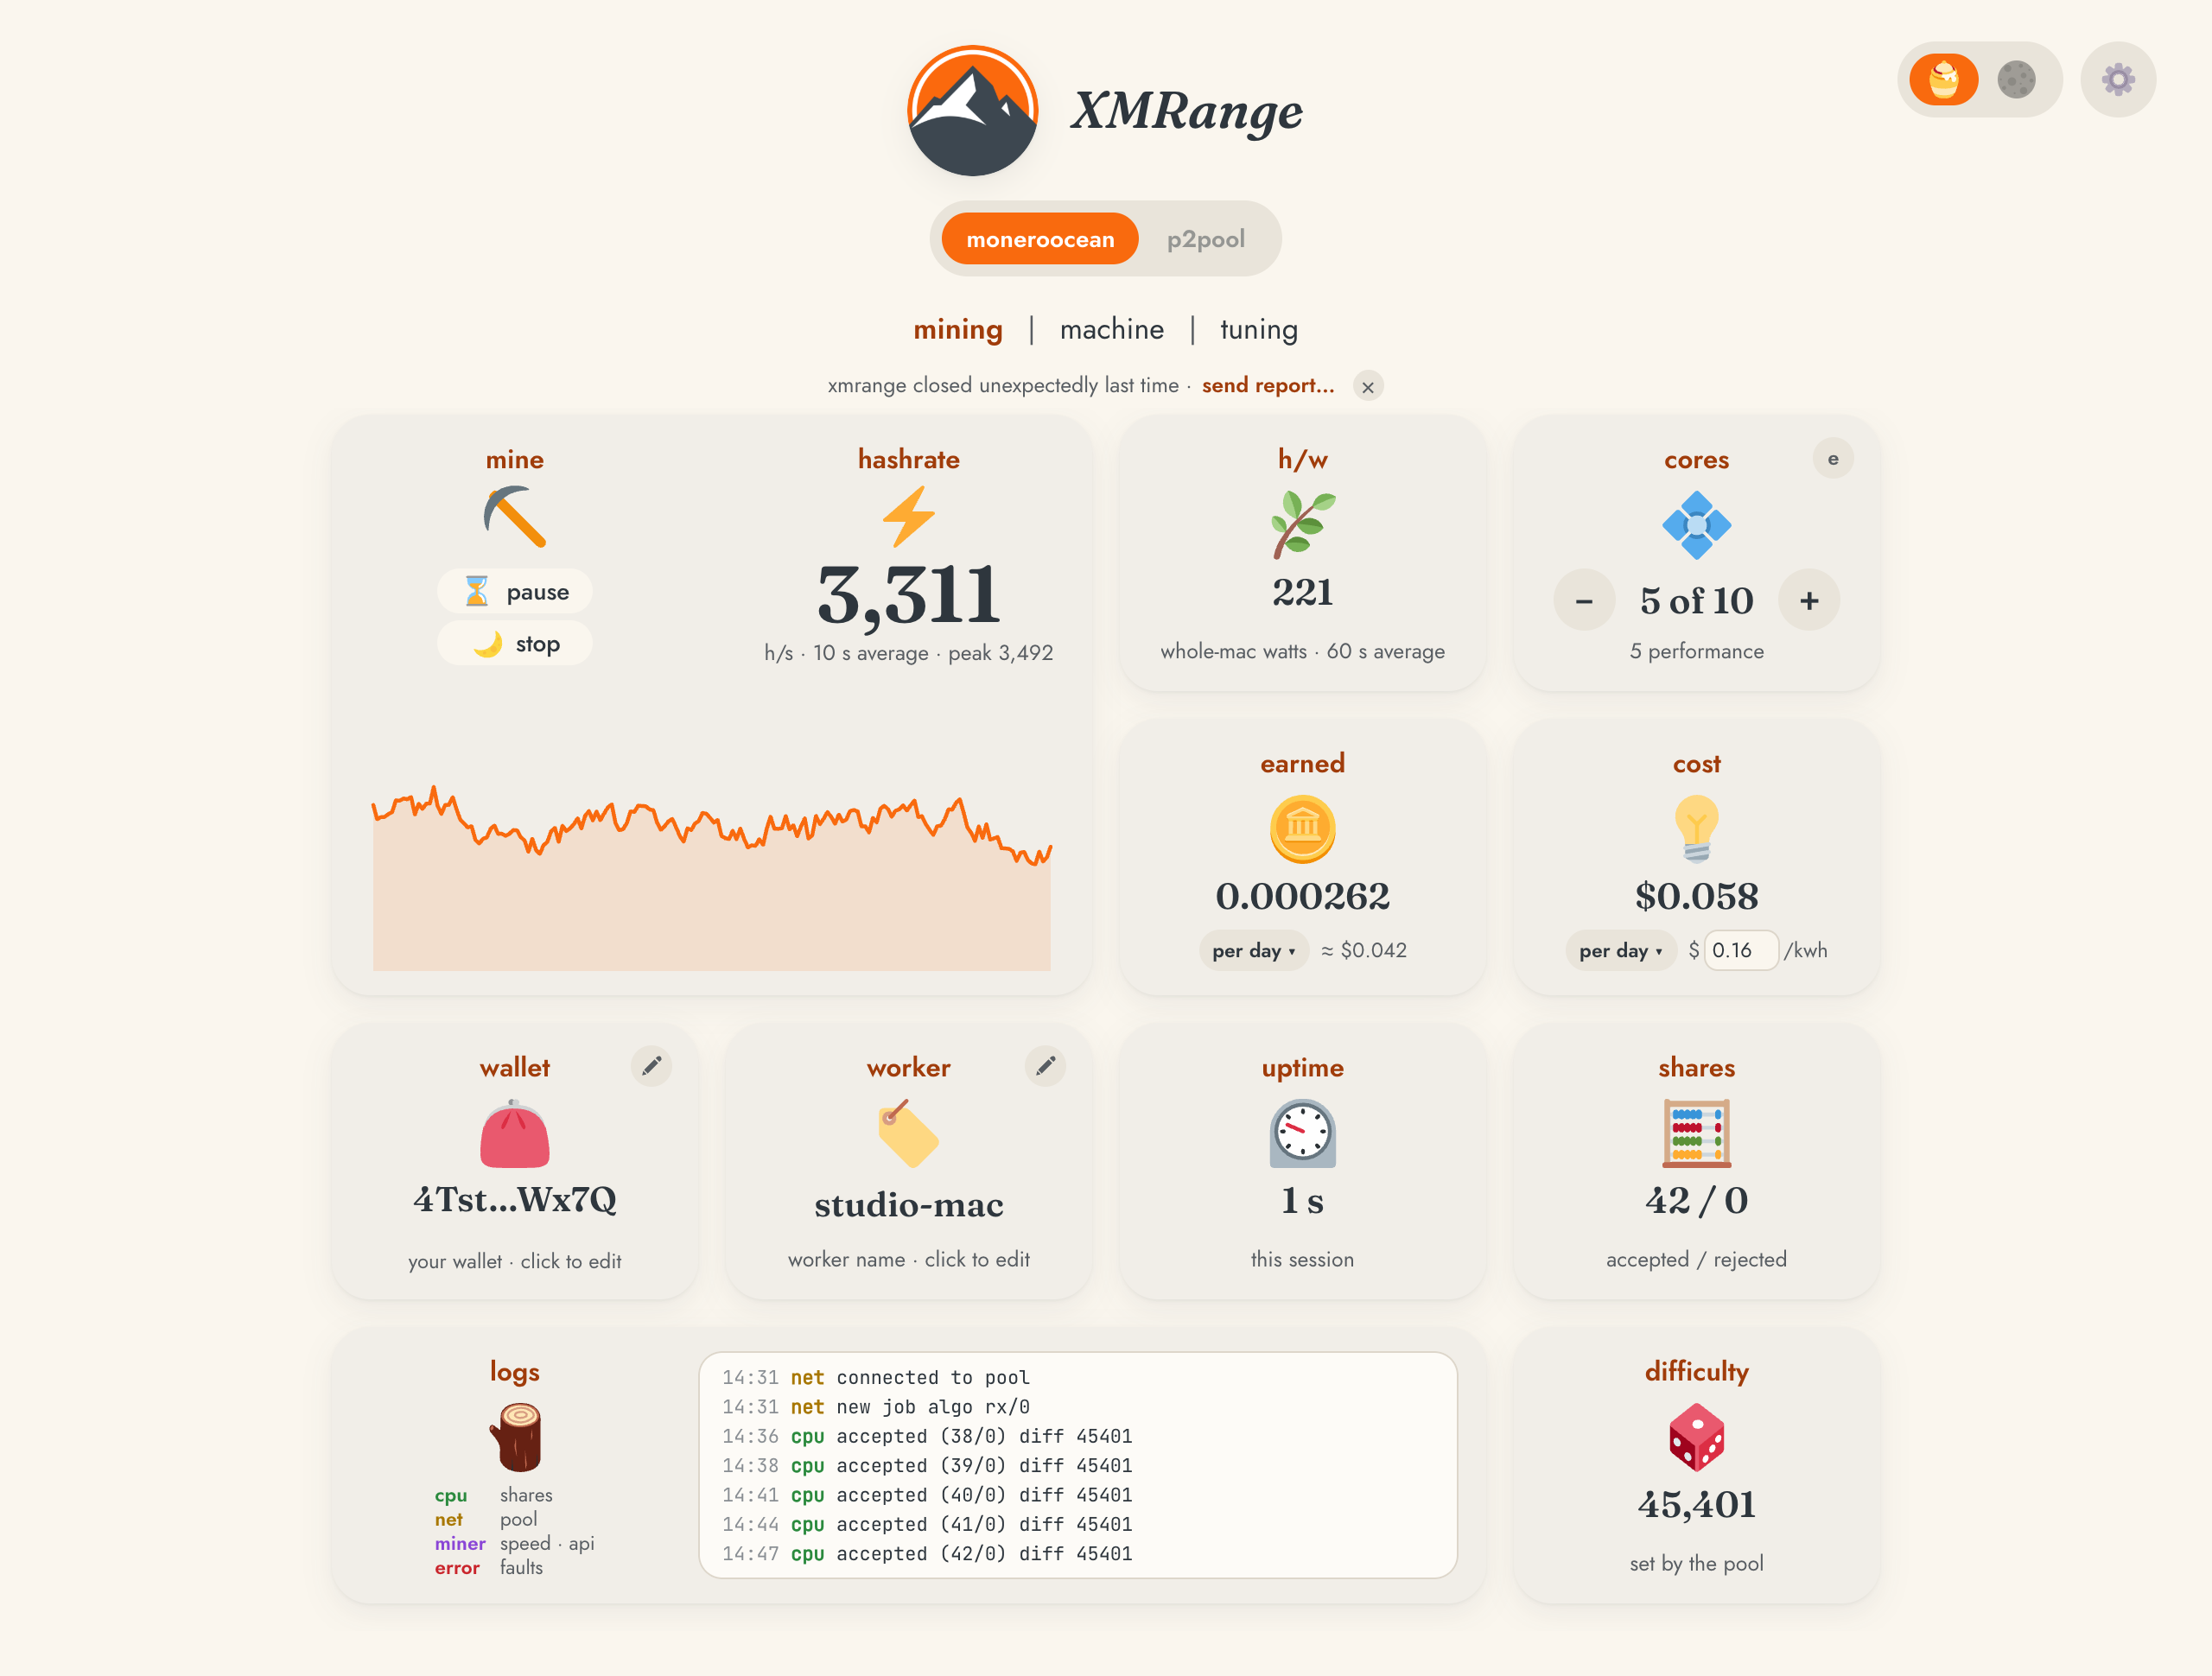 XMRange
moneroocean p2pool
mining | machine | tuning
xmrange closed unexpectedly last time · send report... ×
mine
pause
stop
hashrate
3,311
h/s · 10 s average · peak 3,492
h/w
221
whole-mac watts · 60 s average
cores
e
− 5 of 10 +
5 performance
earned
0.000262
per day ▾ ≈ $0.042
cost
$0.058
per day ▾ $ 0.16 /kwh
wallet
4Tst...Wx7Q
your wallet · click to edit
worker
studio-mac
worker name · click to edit
uptime
1 s
this session
shares
42 / 0
accepted / rejected
logs
cpu shares
net pool
miner speed · api
error faults
14:31 net connected to pool
14:31 net new job algo rx/0
14:36 cpu accepted (38/0) diff 45401
14:38 cpu accepted (39/0) diff 45401
14:41 cpu accepted (40/0) diff 45401
14:44 cpu accepted (41/0) diff 45401
14:47 cpu accepted (42/0) diff 45401
difficulty
45,401
set by the pool